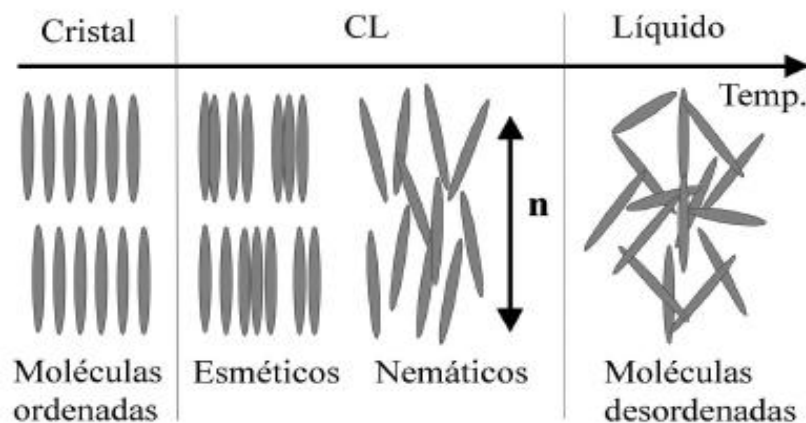 Cristal
CL
Líquido
Temp.
n
Moléculas
ordenadas
Esméticos
Nemáticos
Moléculas
desordenadas